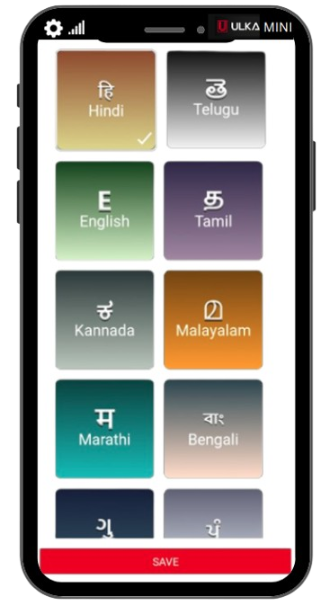 ULKA MINI
हि
Hindi
తె
Telugu
E
English
த
Tamil
ಕ
Kannada
മ
Malayalam
म
Marathi
বাং
Bengali
ગુ
ਪੰ
SAVE